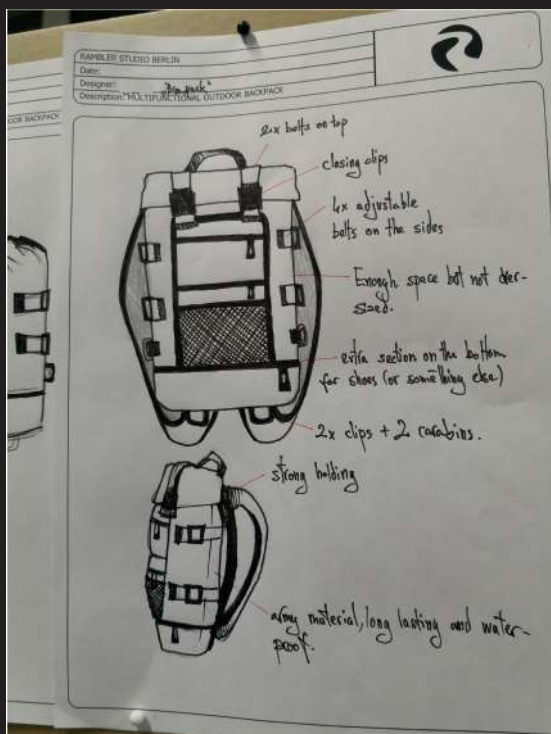 RAMBLER STUDIO BERLIN
Date:
Designer:
Description: MULTIFUNCTIONAL OUTDOOR BACKPACK
OOR BACKPACK
2x belts on top
closing clips
4x adjustable
belts on the sides
Enough space but not over-
sized.
extra section on the bottom
for shoes (or something else)
2x clips + 2 carabins.
strong holding
army material, long lasting and water-
proof.